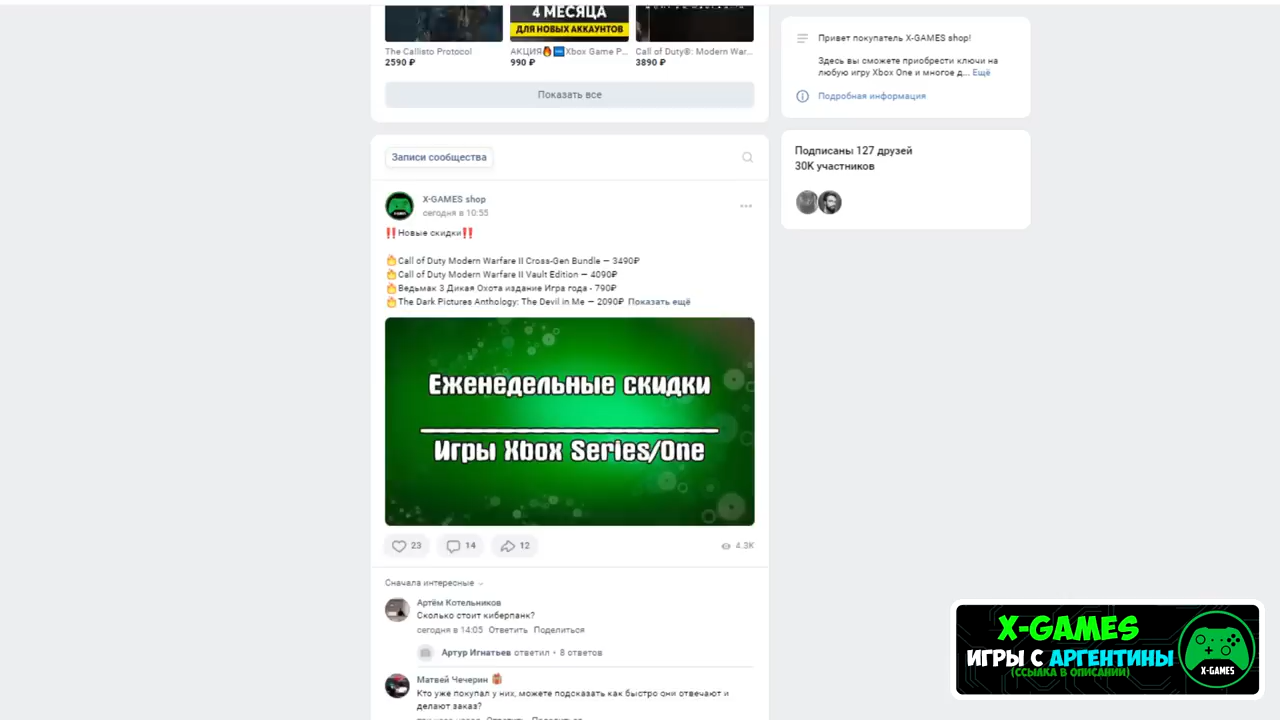 4 МЕСЯЦА
ДЛЯ НОВЫХ АККАУНТОВ
The Callisto Protocol
2590 ₽
АКЦИЯ🔥🆕Xbox Game P...
990 ₽
Call of Duty®: Modern War...
3890 ₽
Показать все
Привет покупатель X-GAMES shop!
Здесь вы сможете приобрести ключи на
любую игру Xbox One и многое д... Ещё
Подробная информация
Подписаны 127 друзей
30K участников
Записи сообщества
X-GAMES shop
сегодня в 10:55
‼️Новые скидки‼️
🔥Call of Duty Modern Warfare II Cross-Gen Bundle — 3490₽
🔥Call of Duty Modern Warfare II Vault Edition — 4090₽
🔥Ведьмак 3 Дикая Охота издание Игра года - 790₽
🔥The Dark Pictures Anthology: The Devil in Me — 2090₽ Показать ещё
Еженедельные скидки
Игры Xbox Series/One
23
14
12
4.3K
Сначала интересные
Артём Котельников
Сколько стоит киберпанк?
сегодня в 14:05 Ответить Поделиться
Артур Игнатьев ответил · 8 ответов
Матвей Чечерин
Кто уже покупал у них, можете подсказать как быстро они отвечают и
делают заказ?
Ответить Поделиться
X-GAMES
ИГРЫ С АРГЕНТИНЫ
(ССЫЛКА В ОПИСАНИИ)
X-GAMES